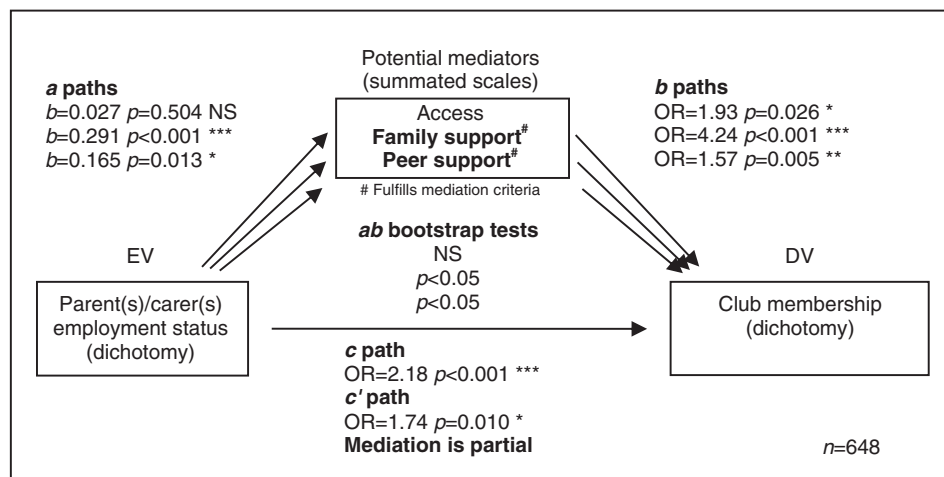 Potential mediators
(summated scales)
a paths
b=0.027 p=0.504 NS
b=0.291 p<0.001 ***
b=0.165 p=0.013 *
Access
Family support#
Peer support#
# Fulfills mediation criteria
b paths
OR=1.93 p=0.026 *
OR=4.24 p<0.001 ***
OR=1.57 p=0.005 **
ab bootstrap tests
NS
p<0.05
p<0.05
EV
Parent(s)/carer(s)
employment status
(dichotomy)
DV
Club membership
(dichotomy)
c path
OR=2.18 p<0.001 ***
c' path
OR=1.74 p=0.010 *
Mediation is partial
n=648